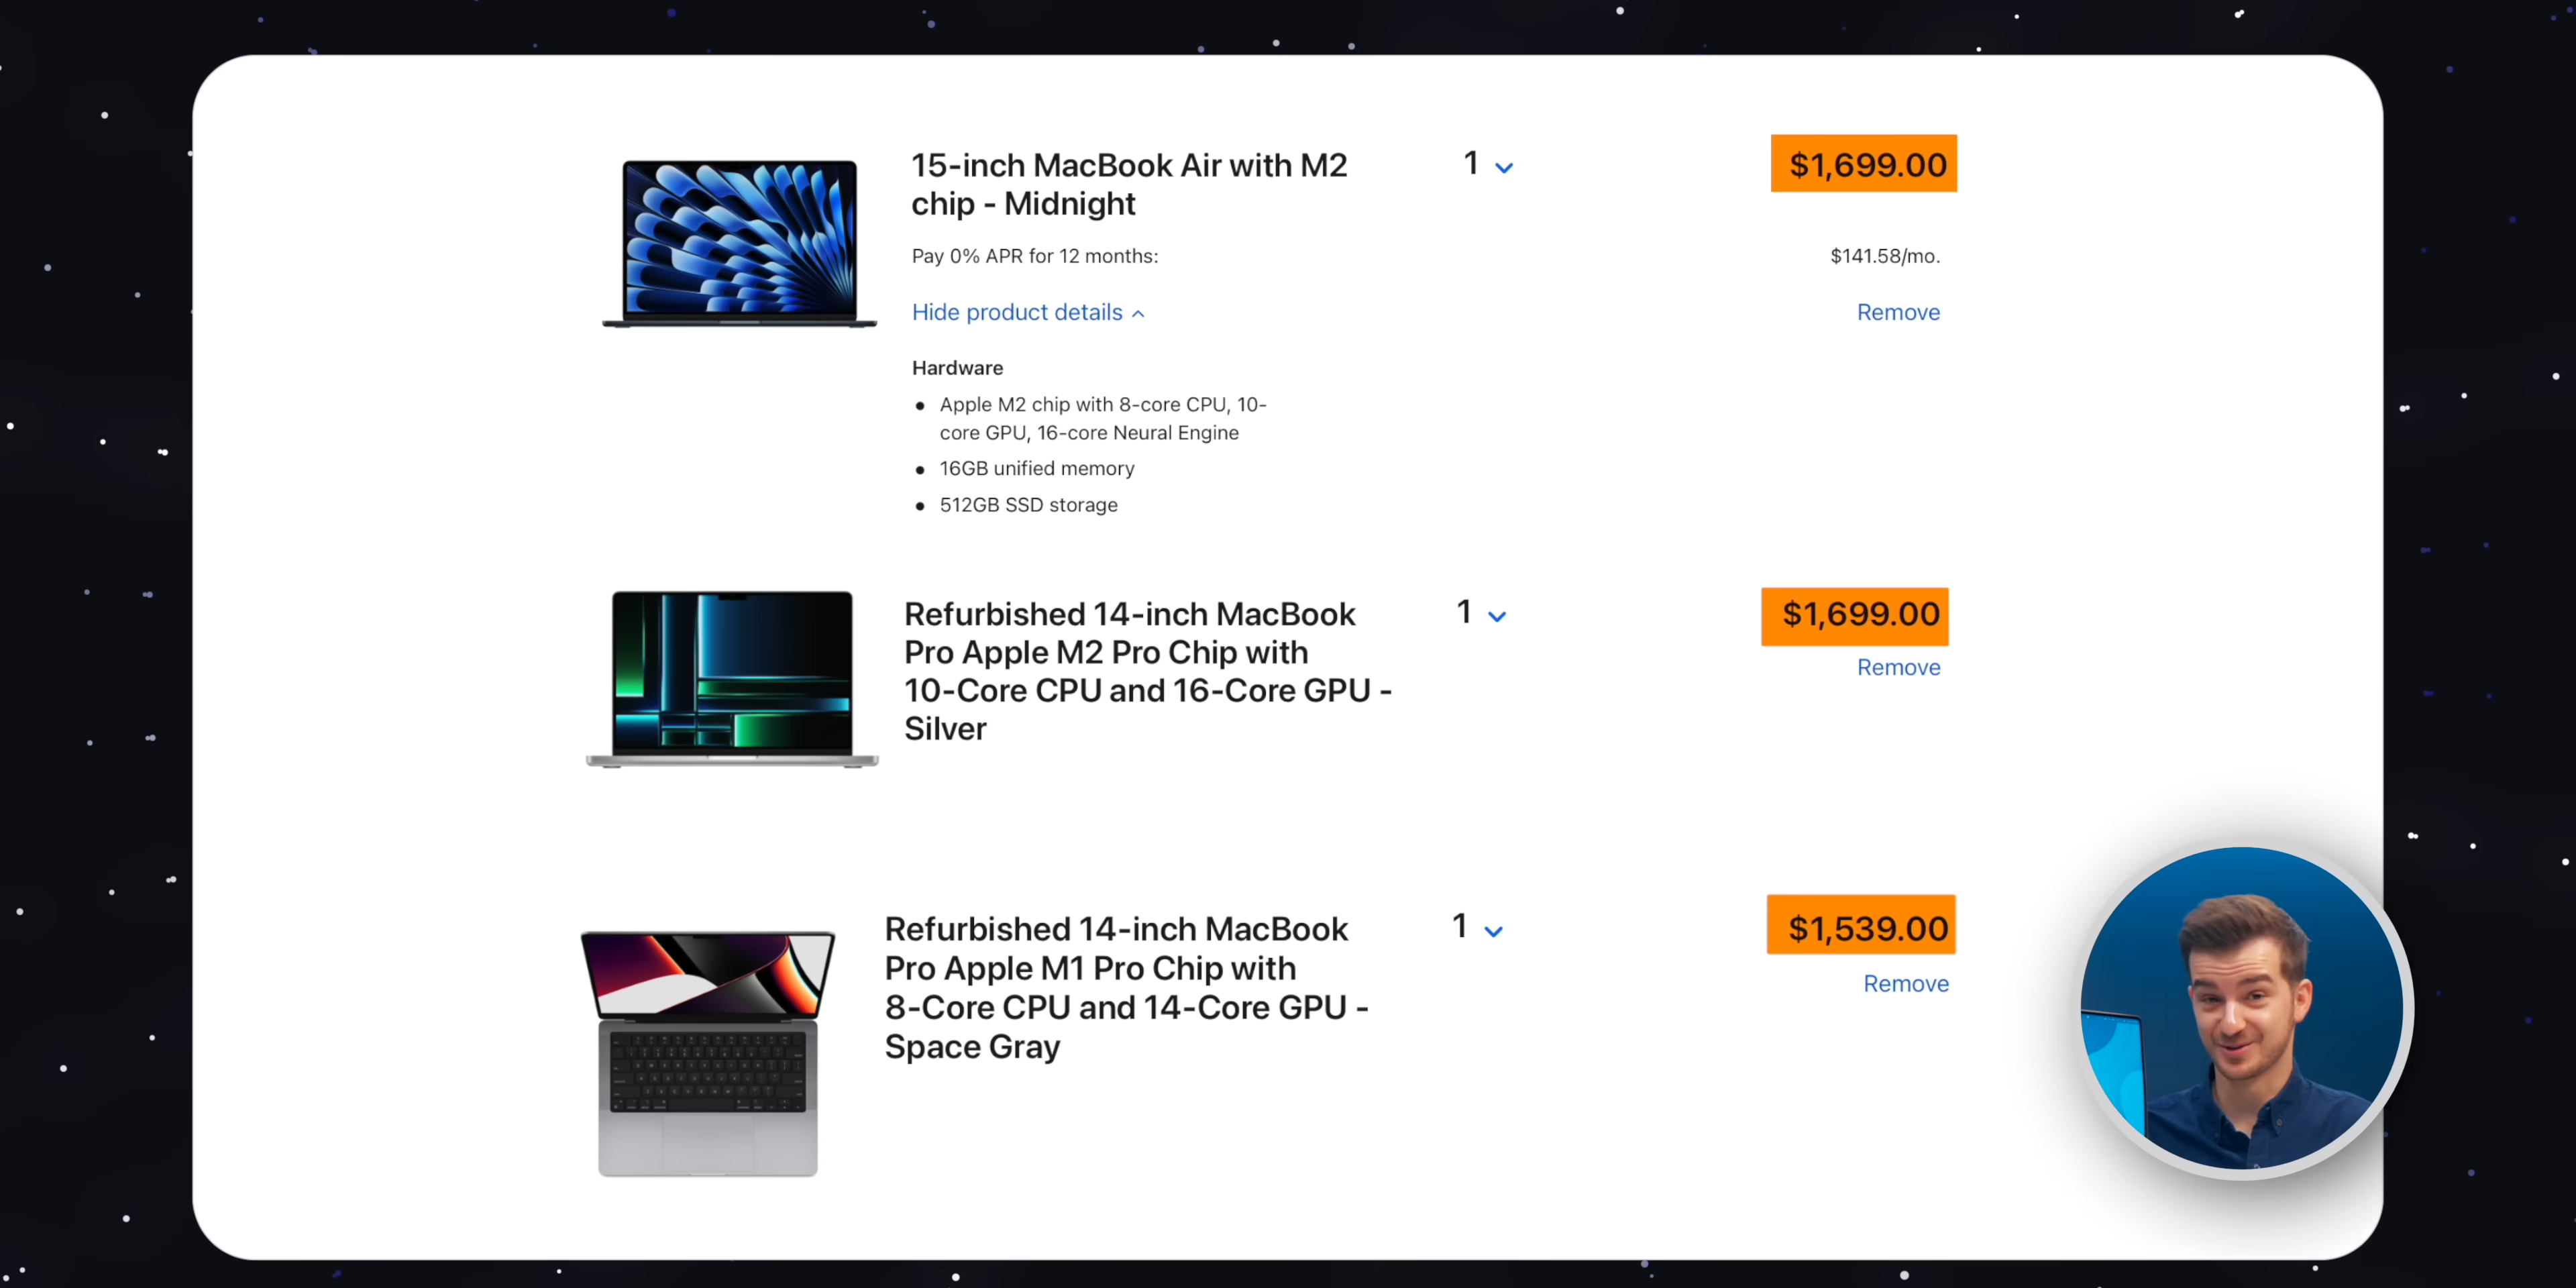 15-inch MacBook Air with M2
chip - Midnight
1
$1,699.00
Pay 0% APR for 12 months:
$141.58/mo.
Hide product details
Remove
Hardware
Apple M2 chip with 8-core CPU, 10-
core GPU, 16-core Neural Engine
16GB unified memory
512GB SSD storage
Refurbished 14-inch MacBook
Pro Apple M2 Pro Chip with
10-Core CPU and 16-Core GPU -
Silver
1
$1,699.00
Remove
Refurbished 14-inch MacBook
Pro Apple M1 Pro Chip with
8-Core CPU and 14-Core GPU -
Space Gray
1
$1,539.00
Remove